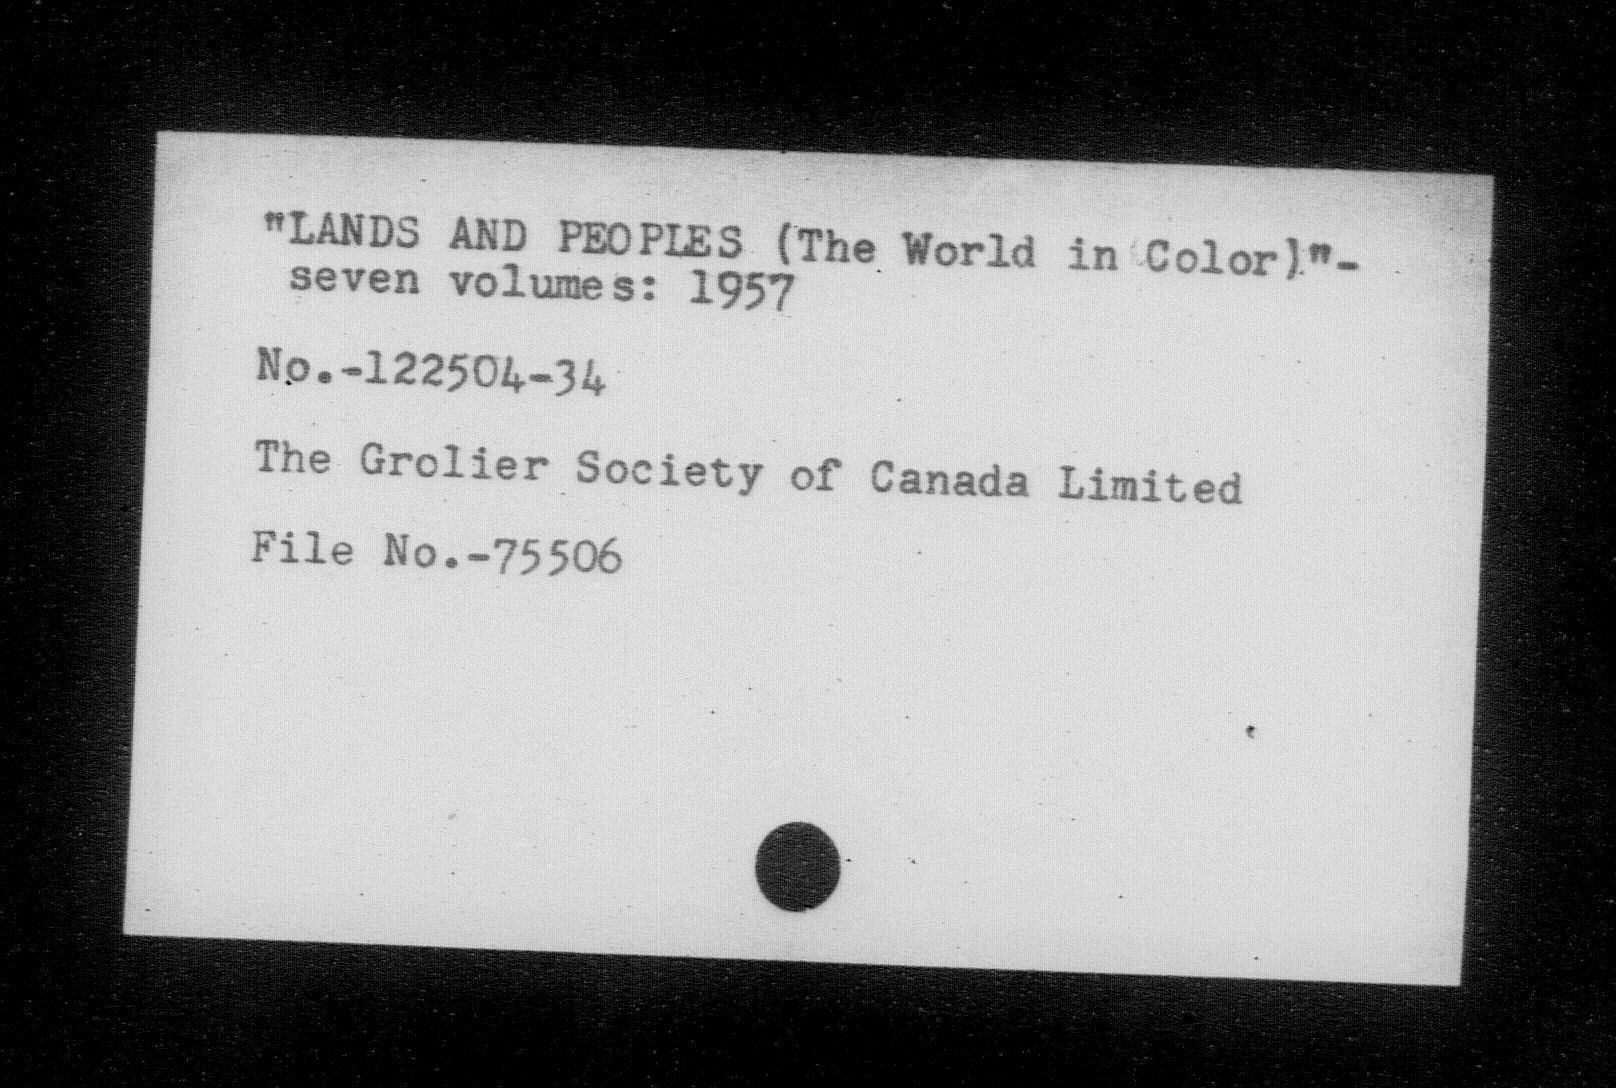 "LANDS AND PEOPLES (The World in Color)"-
seven volumes: 1957
No.-122504-34
The Grolier Society of Canada Limited
File No.-75506